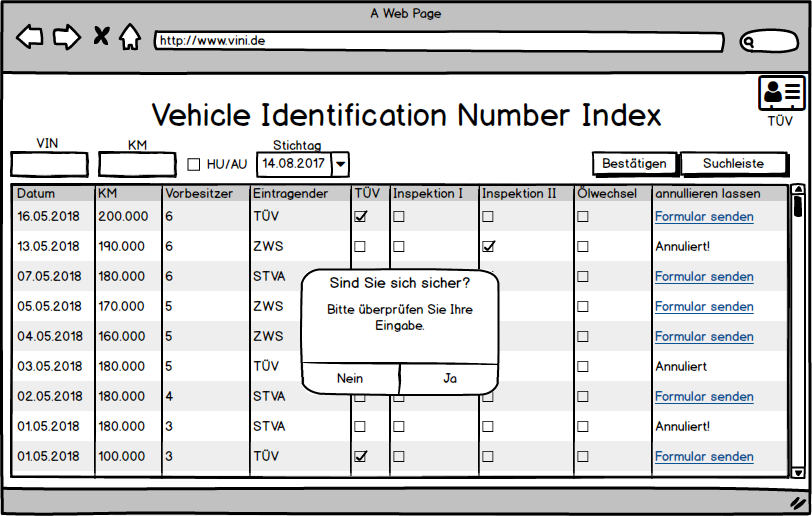 A Web Page
http://www.vini.de
TÜV
Vehicle Identification Number Index
VIN KM Stichtag
HU/AU 14.08.2017 Bestätigen Suchleiste
Datum KM Vorbesitzer Eintragender TÜV Inspektion I Inspektion II Ölwechsel annullieren lassen
16.05.2018 200.000 6 TÜV Formular senden
13.05.2018 190.000 6 ZWS Annuliert!
07.05.2018 180.000 6 STVA Formular senden
05.05.2018 170.000 5 ZWS Formular senden
04.05.2018 160.000 5 ZWS Formular senden
03.05.2018 180.000 5 TÜV Annuliert
02.05.2018 180.000 4 STVA Formular senden
01.05.2018 180.000 3 STVA Annuliert!
01.05.2018 100.000 3 TÜV Formular senden
Sind Sie sich sicher?
Bitte überprüfen Sie Ihre
Eingabe.
Nein Ja